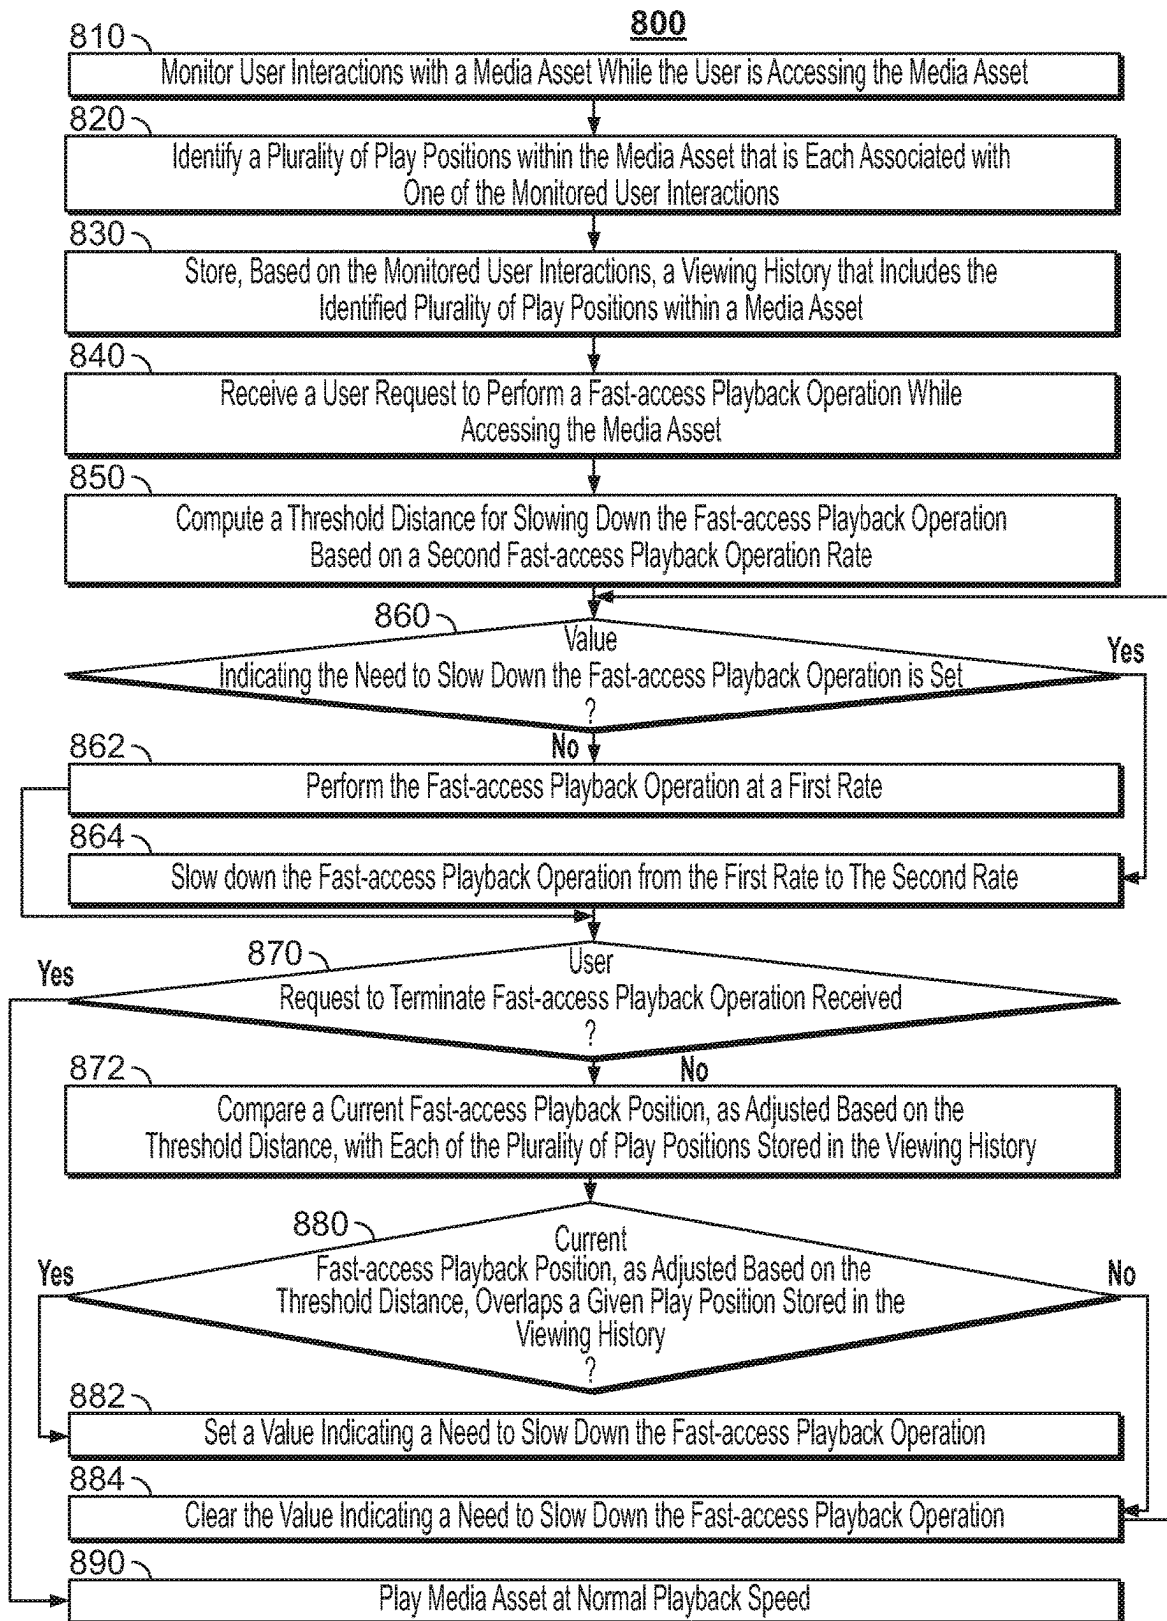 800
810
Monitor User Interactions with a Media Asset While the User is Accessing the Media Asset
820
Identify a Plurality of Play Positions within the Media Asset that is Each Associated with
One of the Monitored User Interactions
830
Store, Based on the Monitored User Interactions, a Viewing History that Includes the
Identified Plurality of Play Positions within a Media Asset
840
Receive a User Request to Perform a Fast-access Playback Operation While
Accessing the Media Asset
850
Compute a Threshold Distance for Slowing Down the Fast-access Playback Operation
Based on a Second Fast-access Playback Operation Rate
860
Value
Yes
Indicating the Need to Slow Down the Fast-access Playback Operation is Set
?
No
862
Perform the Fast-access Playback Operation at a First Rate
864
Slow down the Fast-access Playback Operation from the First Rate to The Second Rate
870
User
Yes
Request to Terminate Fast-access Playback Operation Received
?
No
872
Compare a Current Fast-access Playback Position, as Adjusted Based on the
Threshold Distance, with Each of the Plurality of Play Positions Stored in the Viewing History
880
Current
Yes
Fast-access Playback Position, as Adjusted Based on the
No
Threshold Distance, Overlaps a Given Play Position Stored in the
Viewing History
?
882
Set a Value Indicating a Need to Slow Down the Fast-access Playback Operation
884
Clear the Value Indicating a Need to Slow Down the Fast-access Playback Operation
890
Play Media Asset at Normal Playback Speed